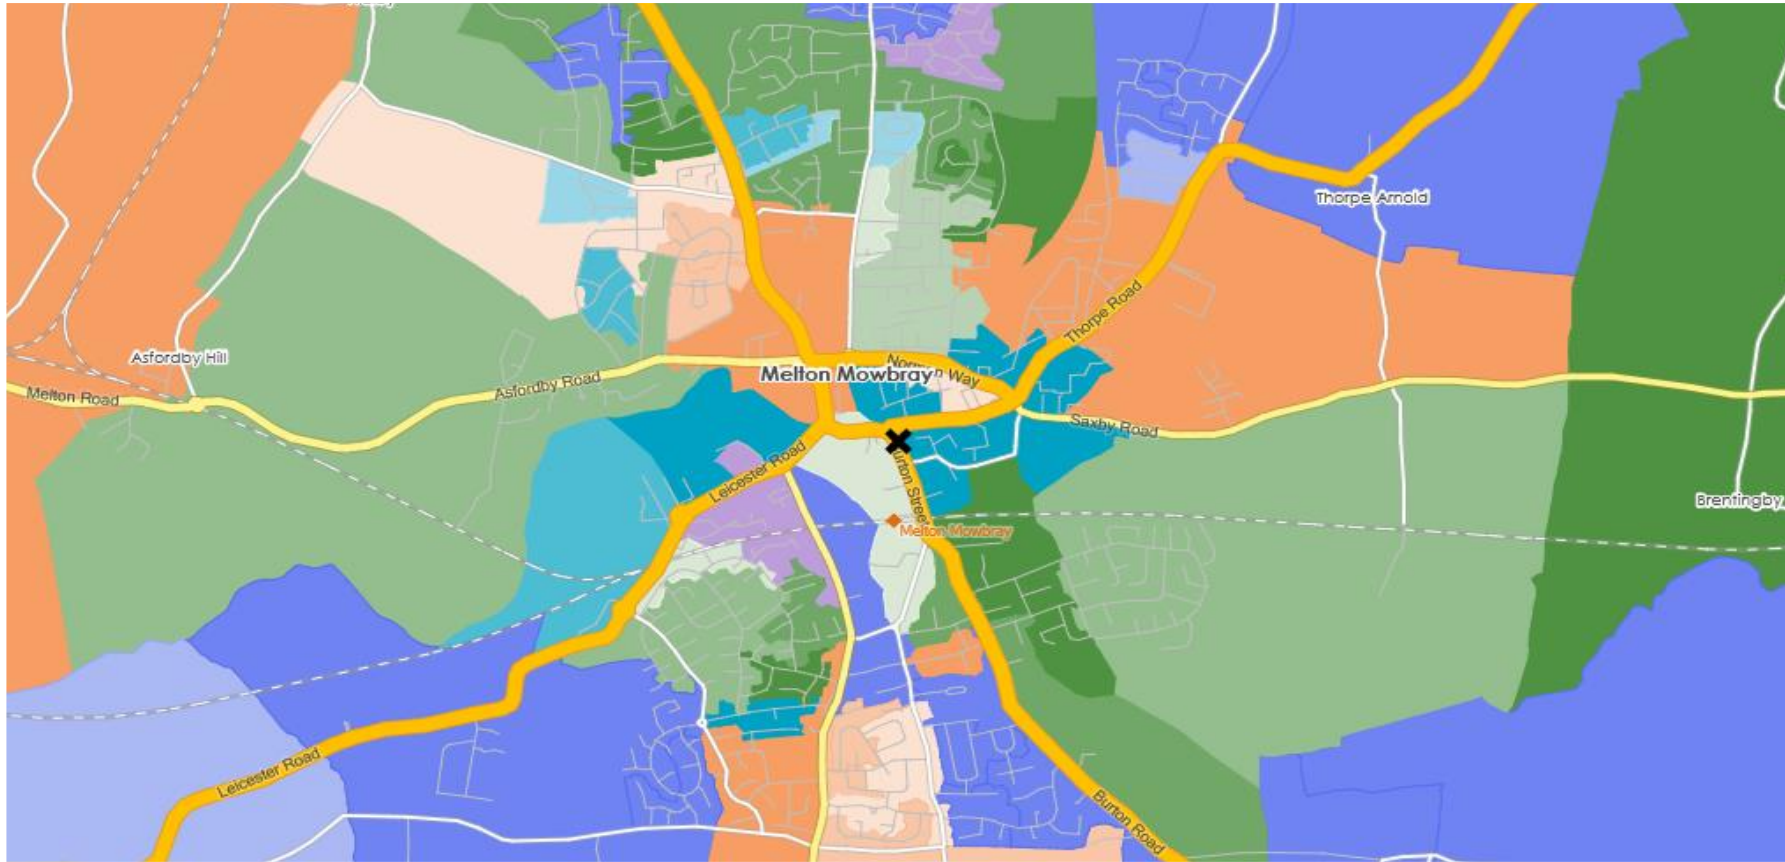 Thorpe Arnold
Thorpe Road
Asfordby Hill
Asfordby Road
Melton Mowbray
Way
Melton Road
Saxby Road
Leicester Road
Burton Street
Brentingby
Melton Mowbray
Leicester Road
Burton Road